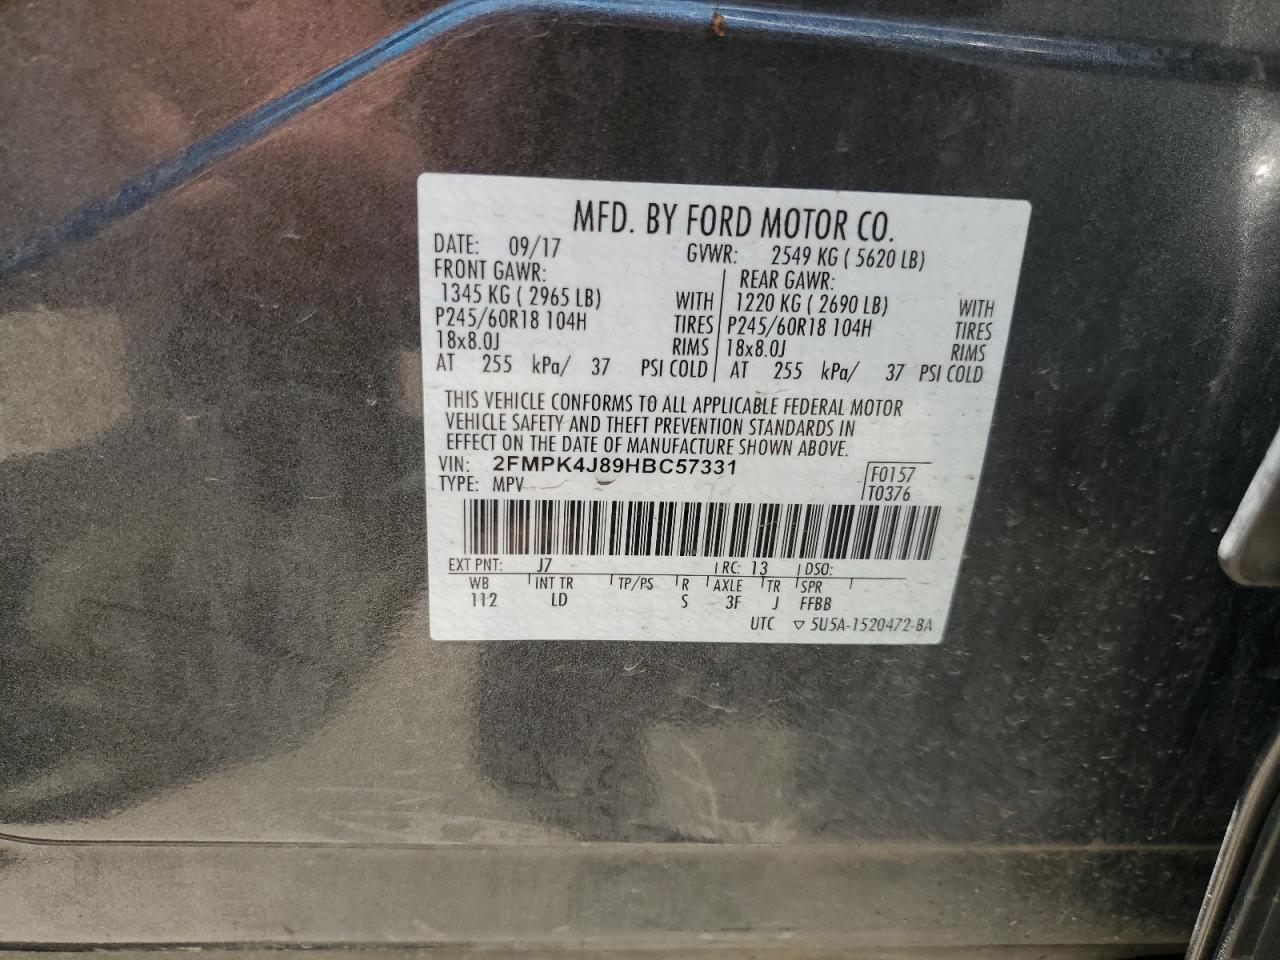 MFD. BY FORD MOTOR CO.
DATE: 09/17 GVWR: 2549 KG ( 5620 LB)
FRONT GAWR: REAR GAWR:
1345 KG ( 2965 LB) WITH 1220 KG ( 2690 LB) WITH
P245/60R18 104H TIRES P245/60R18 104H TIRES
18x8.0J RIMS 18x8.0J RIMS
AT 255 kPa/ 37 PSI COLD AT 255 kPa/ 37 PSI COLD
THIS VEHICLE CONFORMS TO ALL APPLICABLE FEDERAL MOTOR
VEHICLE SAFETY AND THEFT PREVENTION STANDARDS IN
EFFECT ON THE DATE OF MANUFACTURE SHOWN ABOVE.
VIN: 2FMPK4J89HBC57331 F0157
TYPE: MPV T0376
EXT PNT: J7 RC: 13 DSO:
WB INT TR TP/PS R AXLE TR SPR
112 LD S 3F J FFBB
UTC ▽ 5U5A-1520472-BA